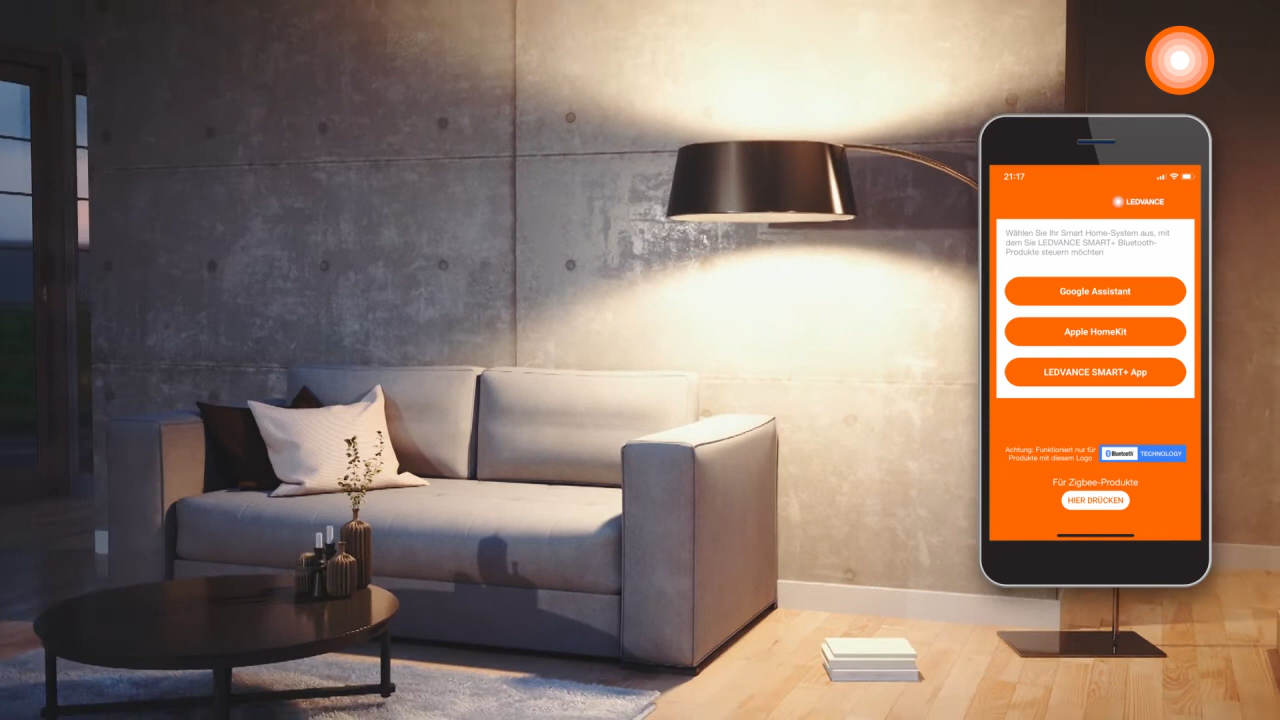 21:17
LEDVANCE
Wählen Sie Ihr Smart Home-System aus, mit
dem Sie LEDVANCE SMART+ Bluetooth-
Produkte steuern möchten
Google Assistant
Apple HomeKit
LEDVANCE SMART+ App
Achtung: Funktioniert nur für
Produkte mit diesem Logo
Bluetooth TECHNOLOGY
Für Zigbee-Produkte
HIER DRÜCKEN